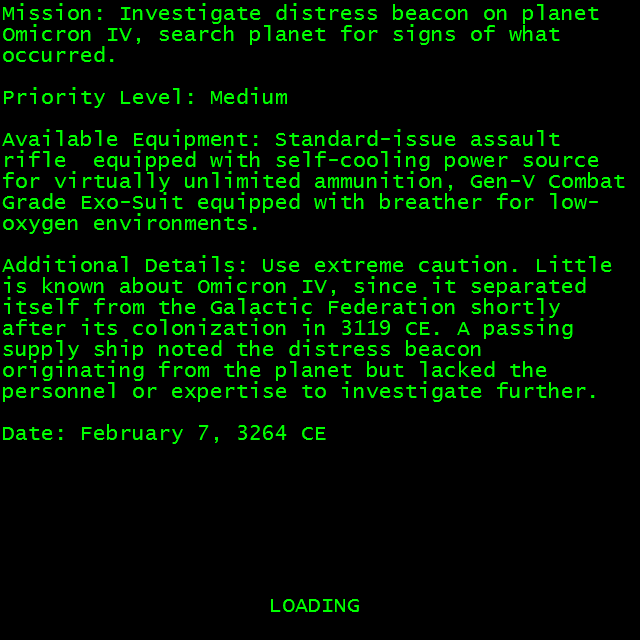 Mission: Investigate distress beacon on planet
Omicron IV, search planet for signs of what
occurred.
Priority Level: Medium
Available Equipment: Standard-issue assault
rifle  equipped with self-cooling power source
for virtually unlimited ammunition, Gen-V Combat
Grade Exo-Suit equipped with breather for low-
oxygen environments.
Additional Details: Use extreme caution. Little
is known about Omicron IV, since it separated
itself from the Galactic Federation shortly
after its colonization in 3119 CE. A passing
supply ship noted the distress beacon
originating from the planet but lacked the
personnel or expertise to investigate further.
Date: February 7, 3264 CE
LOADING